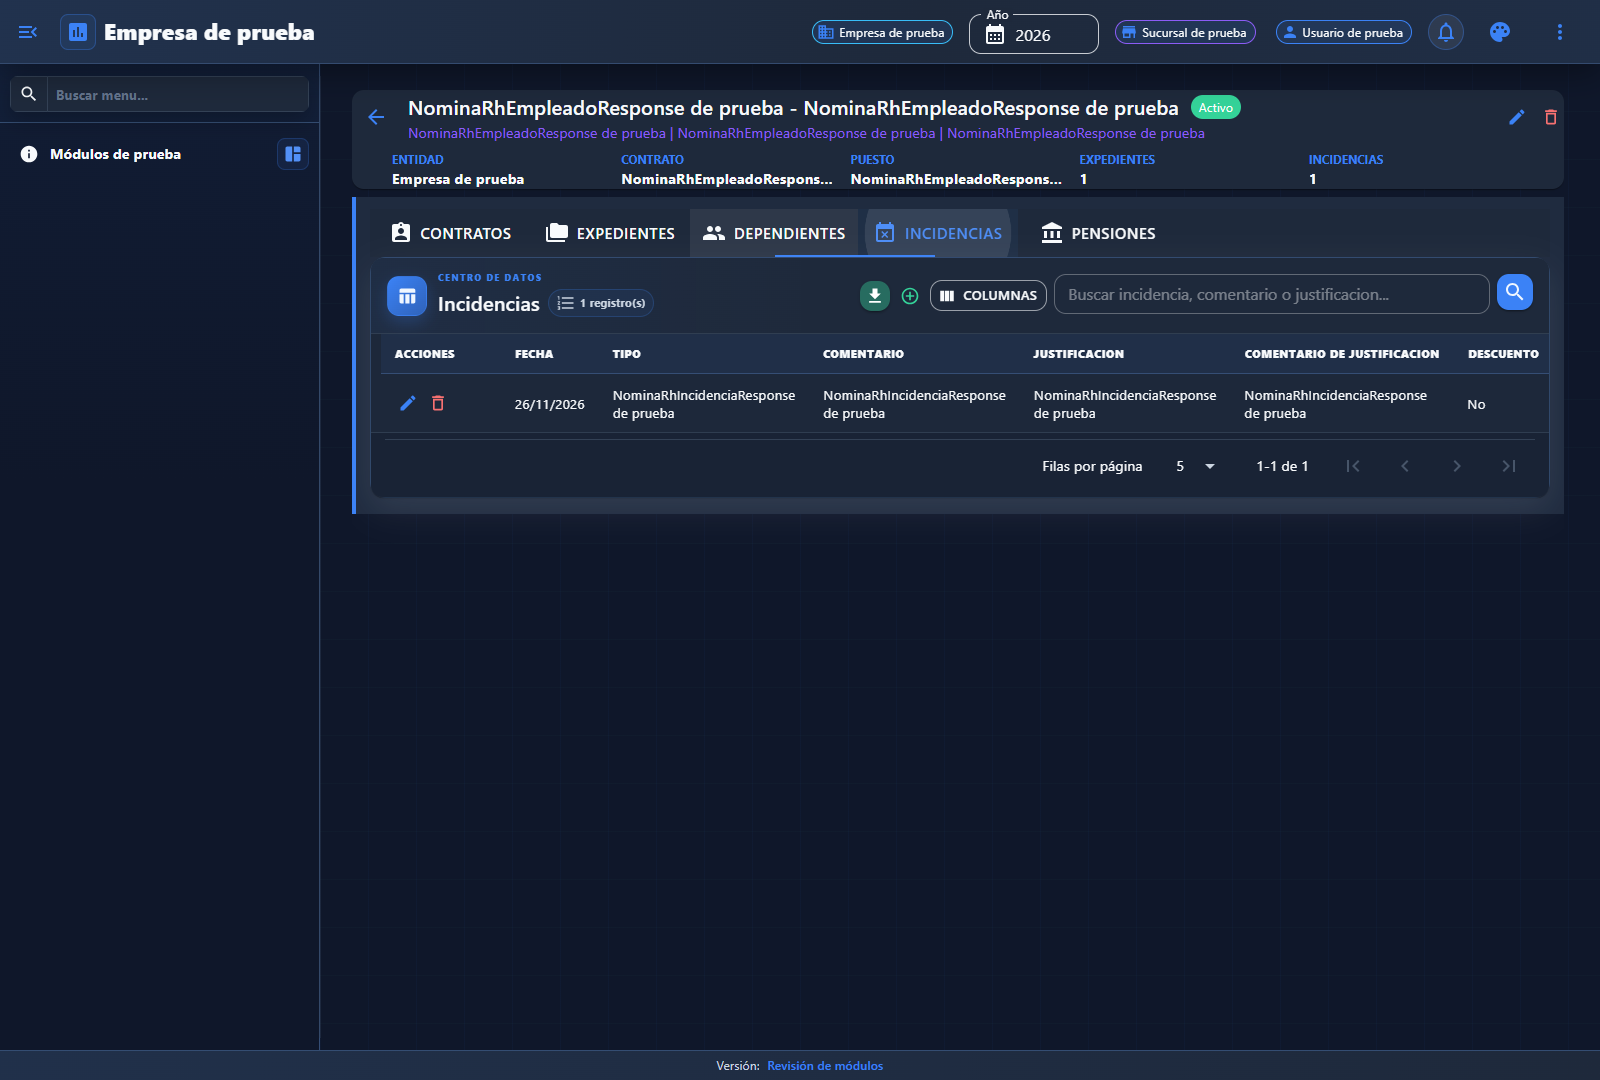 Empresa de prueba
Empresa de prueba
Año
2026
Sucursal de prueba
Usuario de prueba
Buscar menu...
Módulos de prueba
NominaRhEmpleadoResponse de prueba - NominaRhEmpleadoResponse de prueba
Activo
NominaRhEmpleadoResponse de prueba | NominaRhEmpleadoResponse de prueba | NominaRhEmpleadoResponse de prueba
ENTIDAD
Empresa de prueba
CONTRATO
NominaRhEmpleadoRespons...
PUESTO
NominaRhEmpleadoRespons...
EXPEDIENTES
1
INCIDENCIAS
1
CONTRATOS
EXPEDIENTES
DEPENDIENTES
INCIDENCIAS
PENSIONES
CENTRO DE DATOS
Incidencias
1 registro(s)
COLUMNAS
Buscar incidencia, comentario o justificacion...
ACCIONES FECHA TIPO COMENTARIO JUSTIFICACION COMENTARIO DE JUSTIFICACION DESCUENTO
26/11/2026
NominaRhIncidenciaResponse
de prueba
NominaRhIncidenciaResponse
de prueba
NominaRhIncidenciaResponse
de prueba
NominaRhIncidenciaResponse
de prueba
No
Filas por página 5 1-1 de 1
Versión: Revisión de módulos